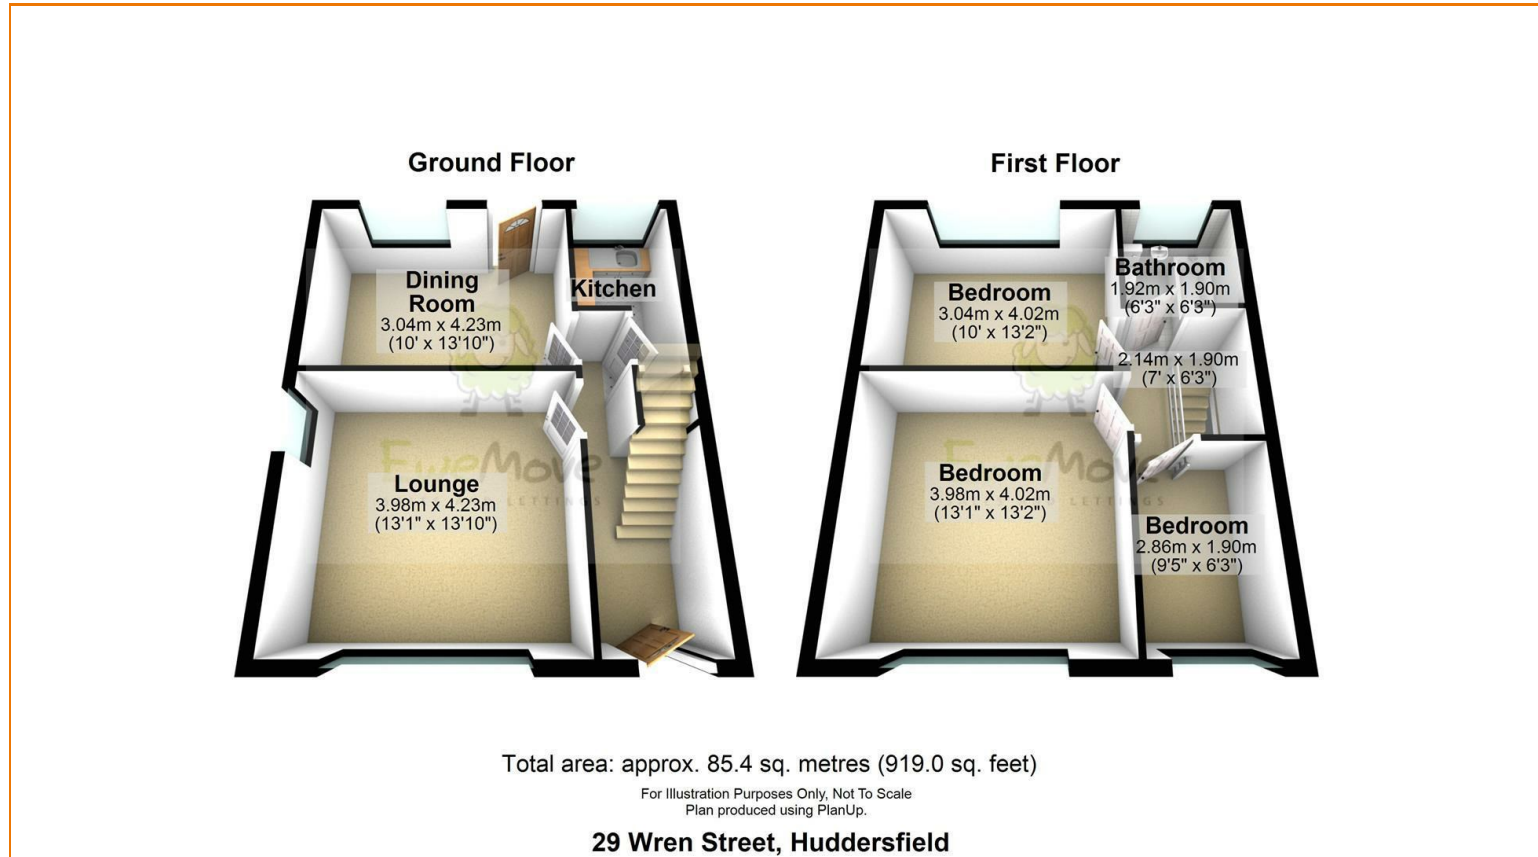 Ground Floor
First Floor
Dining
Room
3.04m x 4.23m
(10' x 13'10")
Kitchen
Lounge
3.98m x 4.23m
(13'1" x 13'10")
Bedroom
3.04m x 4.02m
(10' x 13'2")
Bathroom
1.92m x 1.90m
(6'3" x 6'3")
2.14m x 1.90m
(7' x 6'3")
Bedroom
3.98m x 4.02m
(13'1" x 13'2")
Bedroom
2.86m x 1.90m
(9'5" x 6'3")
EweMove
LETTINGS
EweMove
LETTINGS
Total area: approx. 85.4 sq. metres (919.0 sq. feet)
For Illustration Purposes Only, Not To Scale
Plan produced using PlanUp.
29 Wren Street, Huddersfield